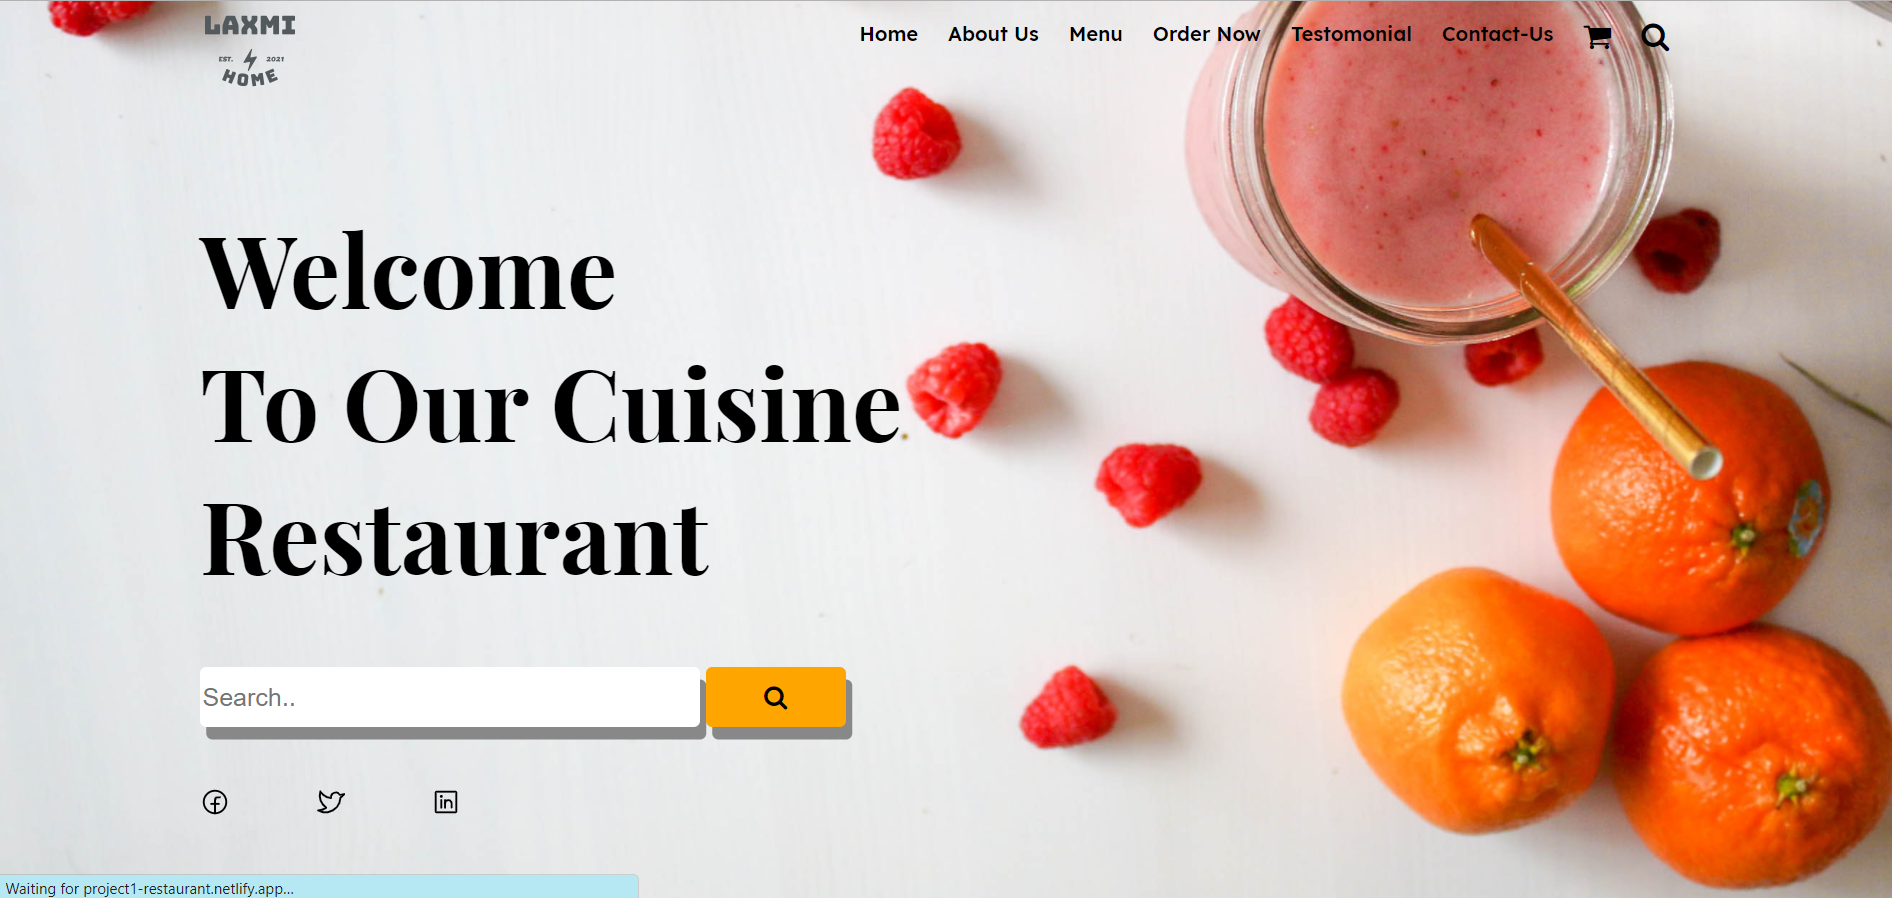 LAXMI
EST. 2021
HOME
Home About Us Menu Order Now Testomonial Contact-Us
Welcome
To Our Cuisine
Restaurant
Search..
Waiting for project1-restaurant.netlify.app...